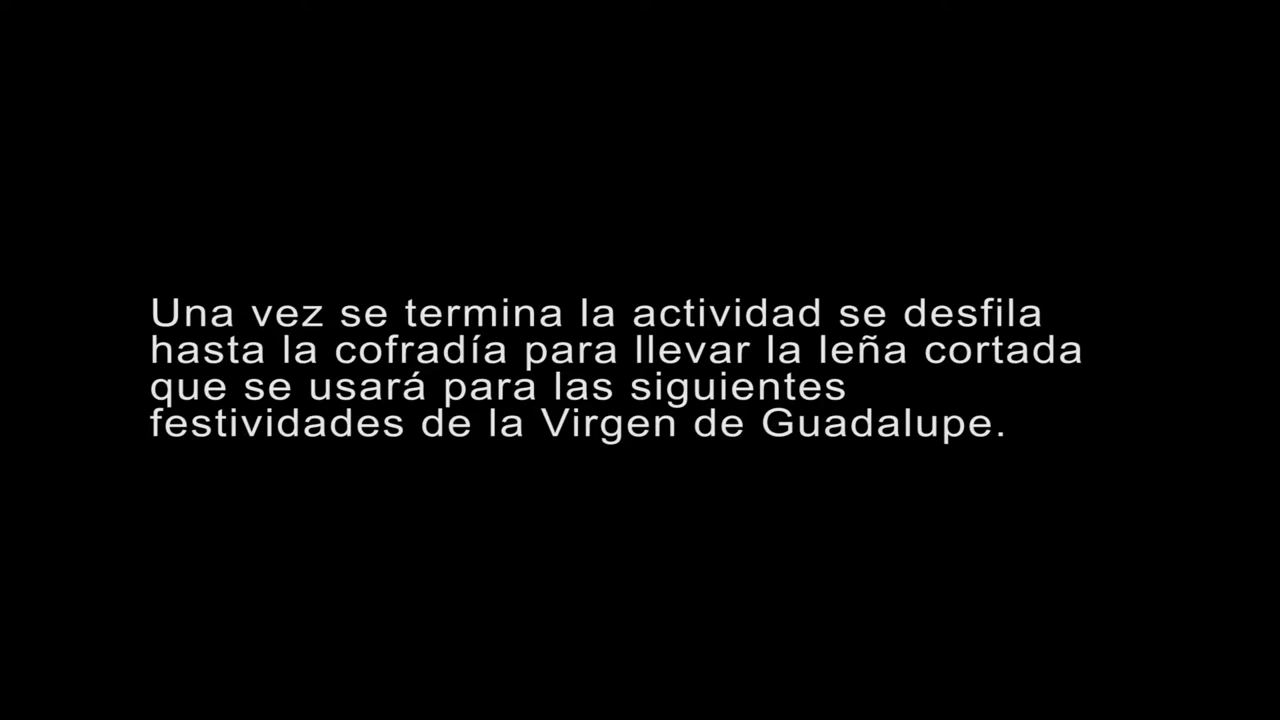 Una vez se termina la actividad se desfila
hasta la cofradía para llevar la leña cortada
que se usará para las siguientes
festividades de la Virgen de Guadalupe.